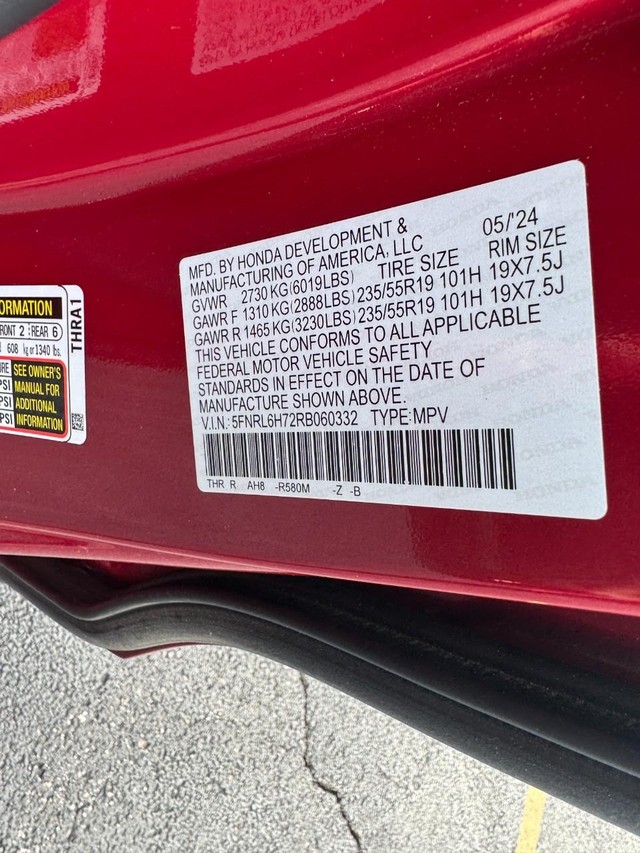 MFD. BY HONDA DEVELOPMENT & 05/'24
MANUFACTURING OF AMERICA, LLC
TIRE SIZE RIM SIZE
GVWR 2730 KG(6019LBS)
GAWR F 1310 KG(2888LBS) 235/55R19 101H 19X7.5J
GAWR R 1465 KG(3230LBS) 235/55R19 101H 19X7.5J
THIS VEHICLE CONFORMS TO ALL APPLICABLE
FEDERAL MOTOR VEHICLE SAFETY
STANDARDS IN EFFECT ON THE DATE OF
MANUFACTURE SHOWN ABOVE.
V.I.N.:5FNRL6H72RB060332 TYPE:MPV
THR R AH8 -R580M -Z -B
FRONT 2 REAR 6
608 kg or 1340 lbs.
SEE OWNER'S
PSI MANUAL FOR
PSI ADDITIONAL
PSI INFORMATION
THRA1